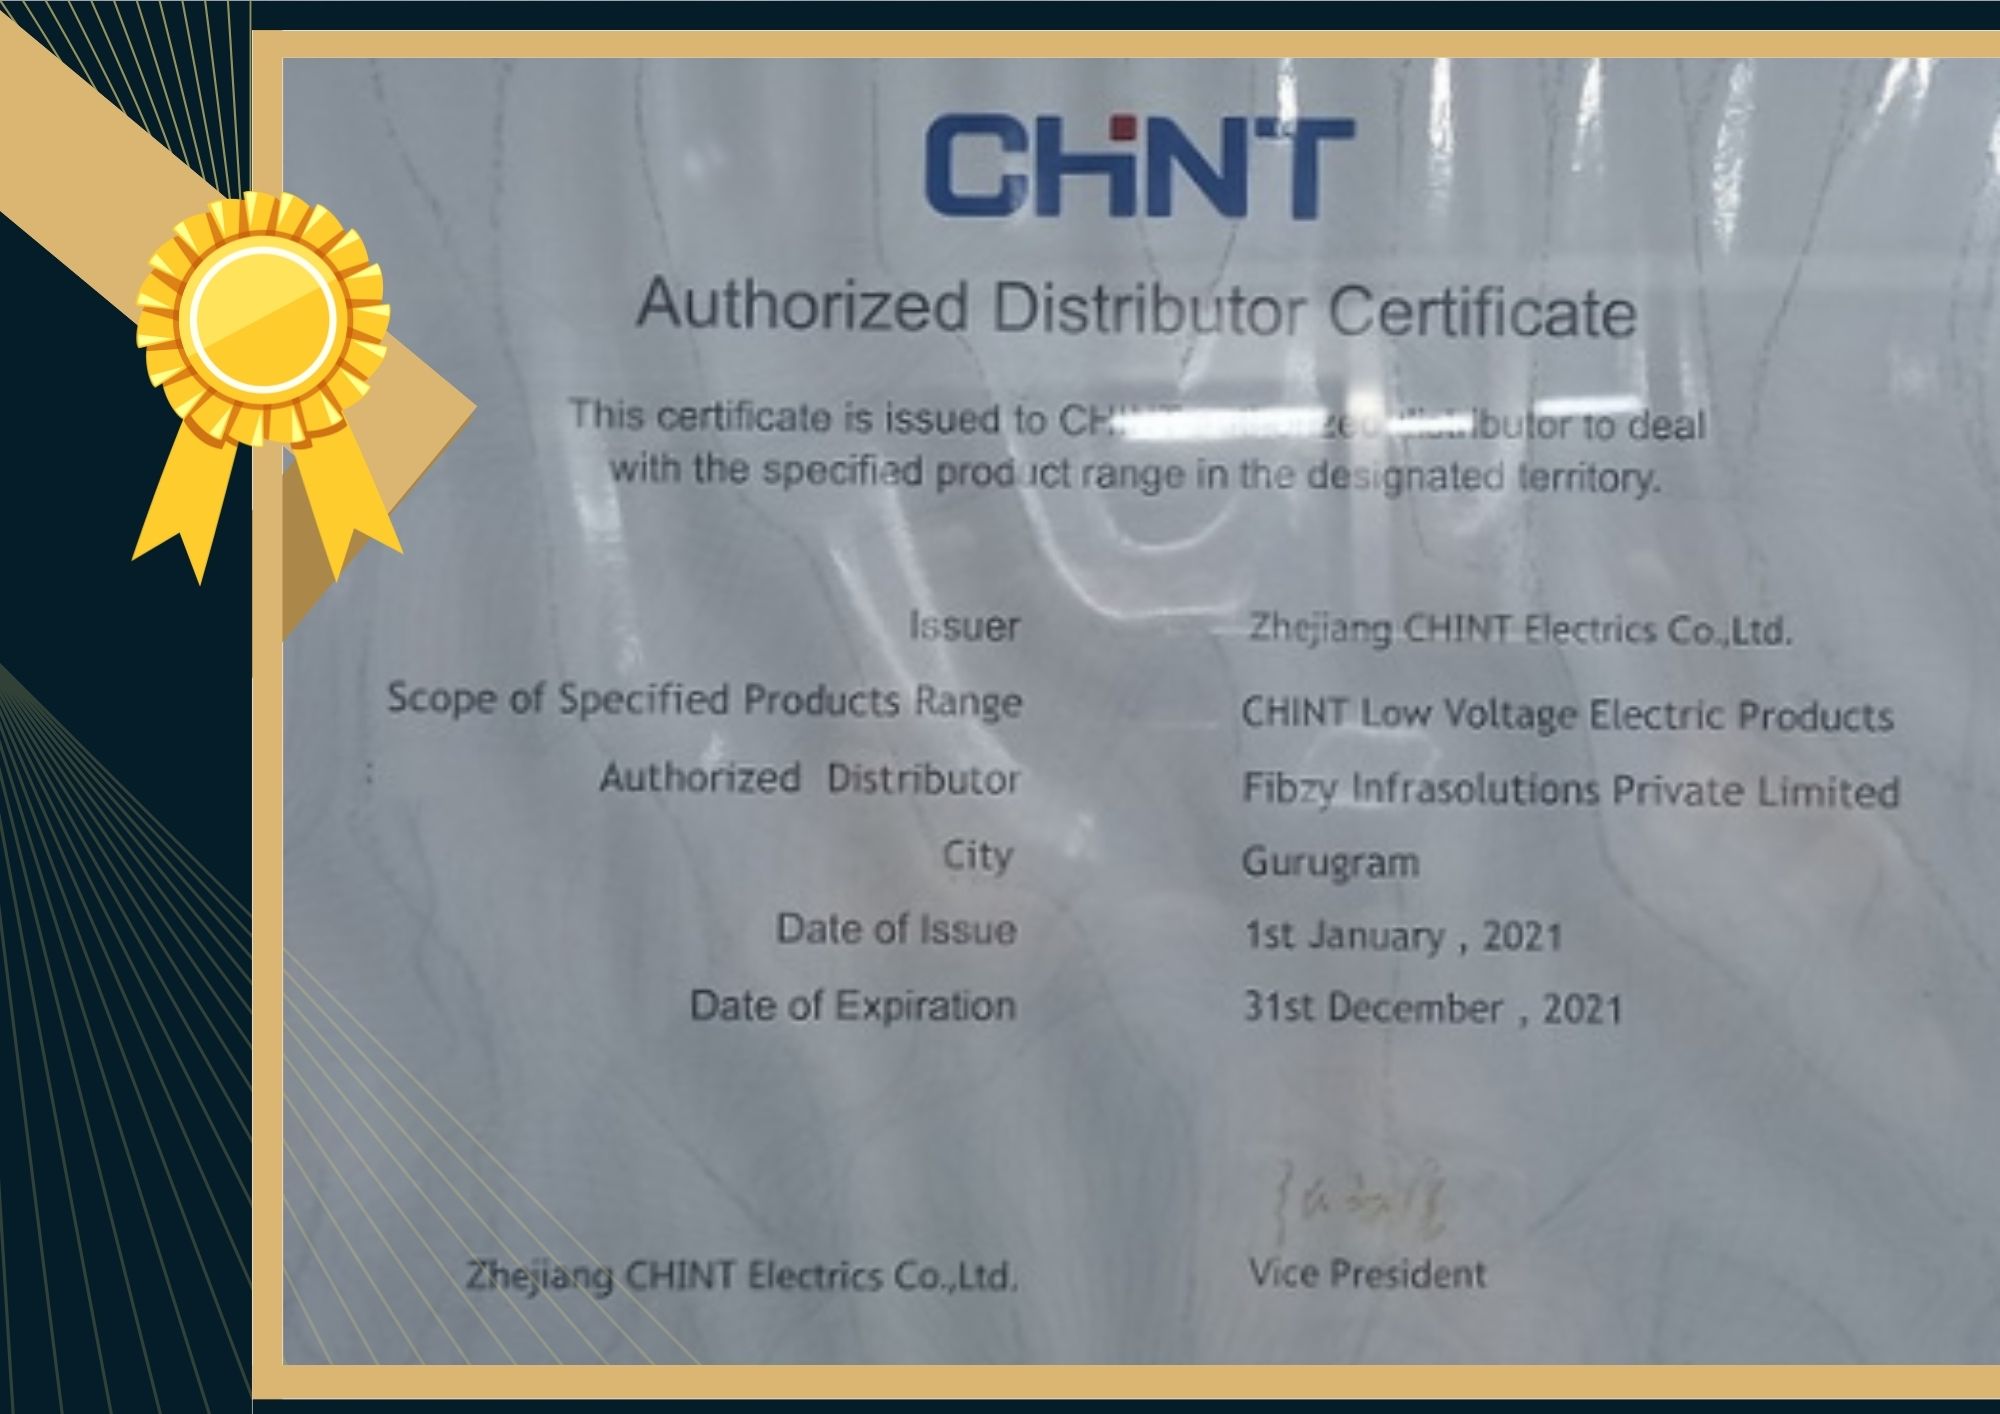 CHINT
Authorized Distributor Certificate
This certificate is issued to distributor to deal
with the specified product range in the designated territory.
Issuer Zhejiang CHINT Electrics Co.,Ltd.
Scope of Specified Products Range CHINT Low Voltage Electric Products
Authorized Distributor Fibzy Infrasolutions Private Limited
City Gurugram
Date of Issue 1st January , 2021
Date of Expiration 31st December , 2021
Zhejiang CHINT Electrics Co.,Ltd. Vice President